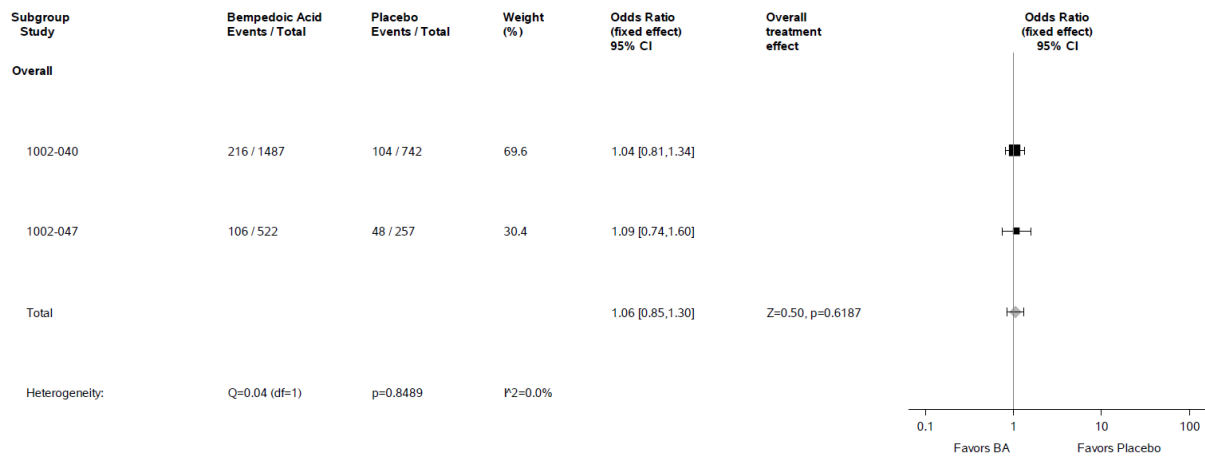 Subgroup Bempedoic Acid Placebo Weight Odds Ratio Overall Odds Ratio
Study Events / Total Events / Total (%) (fixed effect) treatment (fixed effect)
95% CI effect 95% CI
Overall
1002-040 216 / 1487 104 / 742 69.6 1.04 [0.81,1.34]
1002-047 106 / 522 48 / 257 30.4 1.09 [0.74,1.60]
Total 1.06 [0.85,1.30] Z=0.50, p=0.6187
Heterogeneity: Q=0.04 (df=1) p=0.8489 I^2=0.0%
0.1 1 10 100
Favors BA Favors Placebo